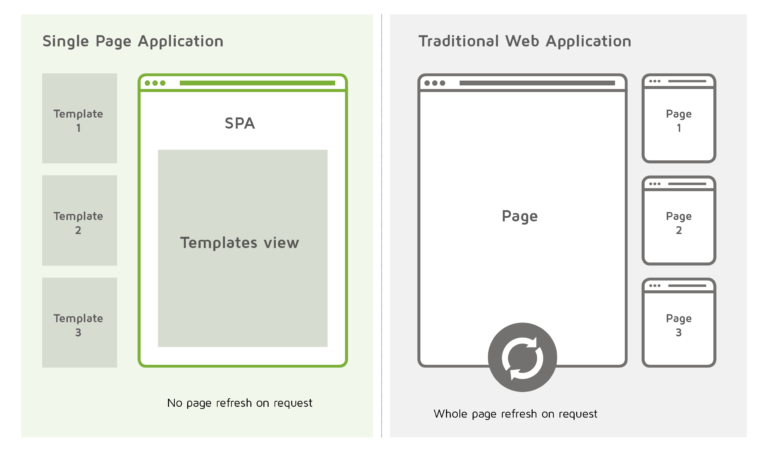 Single Page Application
Template
1
Template
2
Template
3
SPA
Templates view
No page refresh on request
Traditional Web Application
Page
Page
1
Page
2
Page
3
Whole page refresh on request